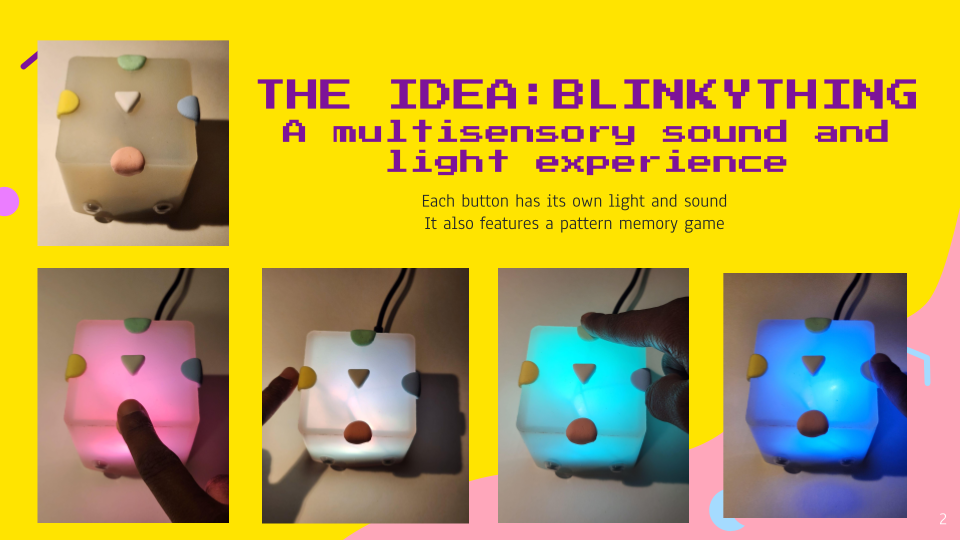 THE IDEA:BLINKYTHING
A multisensory sound and
light experience
Each button has its own light and sound
It also features a pattern memory game
2